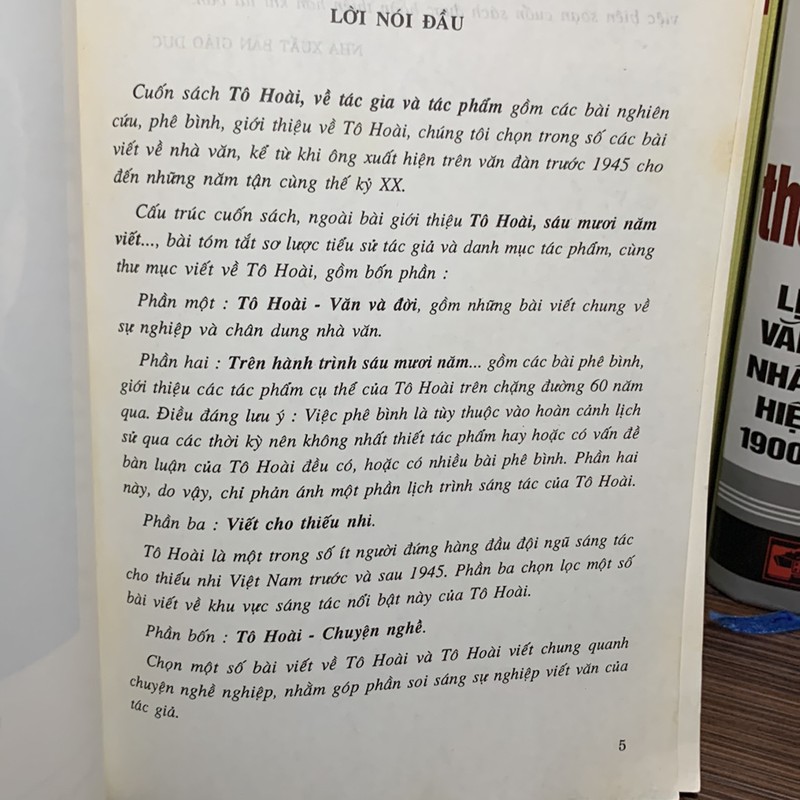 LỜI NÓI ĐẦU
Cuốn sách Tô Hoài, về tác gia và tác phẩm gồm các bài nghiên
cứu, phê bình, giới thiệu về Tô Hoài, chúng tôi chọn trong số các bài
viết về nhà văn, kể từ khi ông xuất hiện trên văn đàn trước 1945 cho
đến những năm tận cùng thế kỷ XX.
Cấu trúc cuốn sách, ngoài bài giới thiệu Tô Hoài, sáu mươi năm
viết..., bài tóm tắt sơ lược tiểu sử tác giả và danh mục tác phẩm, cùng
thư mục viết về Tô Hoài, gồm bốn phần :
Phần một : Tô Hoài - Văn và đời, gồm những bài viết chung về
sự nghiệp và chân dung nhà văn.
Phần hai : Trên hành trình sáu mươi năm... gồm các bài phê bình,
giới thiệu các tác phẩm cụ thể của Tô Hoài trên chặng đường 60 năm
qua. Điều đáng lưu ý : Việc phê bình là tùy thuộc vào hoàn cảnh lịch
sử qua các thời kỳ nên không nhất thiết tác phẩm hay hoặc có vấn đề
bàn luận của Tô Hoài đều có, hoặc có nhiều bài phê bình. Phần hai
này, do vậy, chỉ phản ánh một phần lịch trình sáng tác của Tô Hoài.
Phần ba : Viết cho thiếu nhi.
Tô Hoài là một trong số ít người đứng hàng đầu đội ngũ sáng tác
cho thiếu nhi Việt Nam trước và sau 1945. Phần ba chọn lọc một số
bài viết về khu vực sáng tác nổi bật này của Tô Hoài.
Phần bốn : Tô Hoài - Chuyện nghề.
Chọn một số bài viết về Tô Hoài và Tô Hoài viết chung quanh
chuyện nghề nghiệp, nhằm góp phần soi sáng sự nghiệp viết văn của
tác giả.
5
th
VĂ
NHÁ
HIỆ
1900